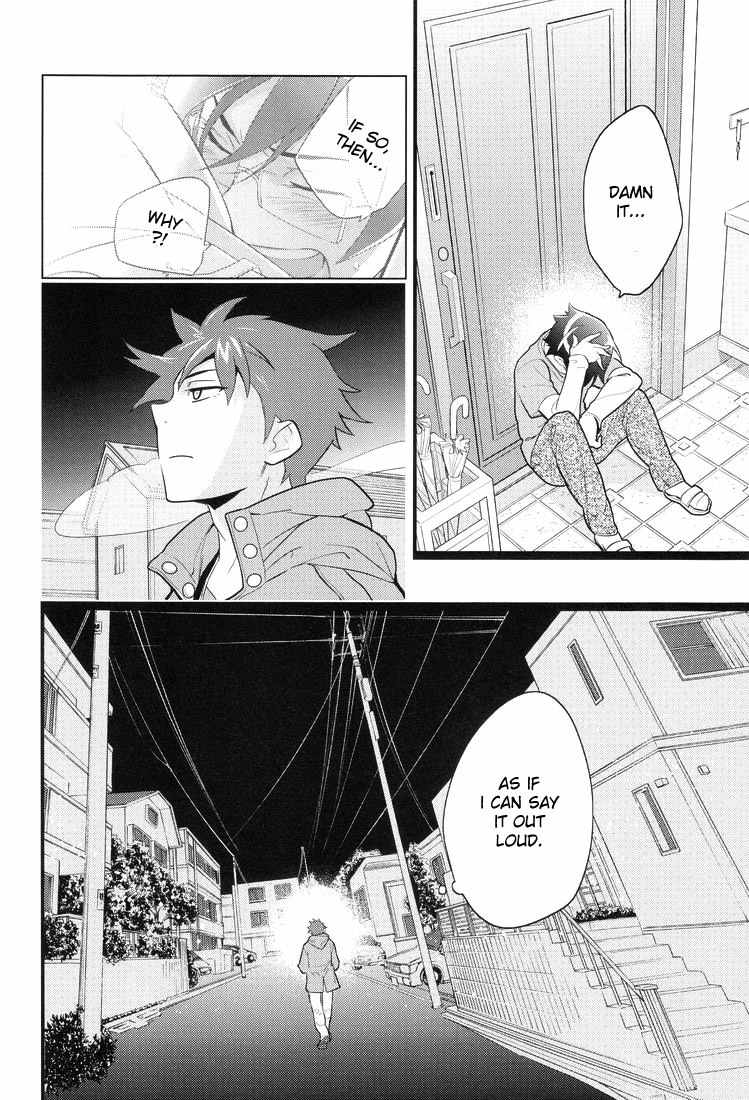 DAMN
IT...
IF SO,
THEN...
WHY
?!
AS IF
I CAN SAY
IT OUT
LOUD.